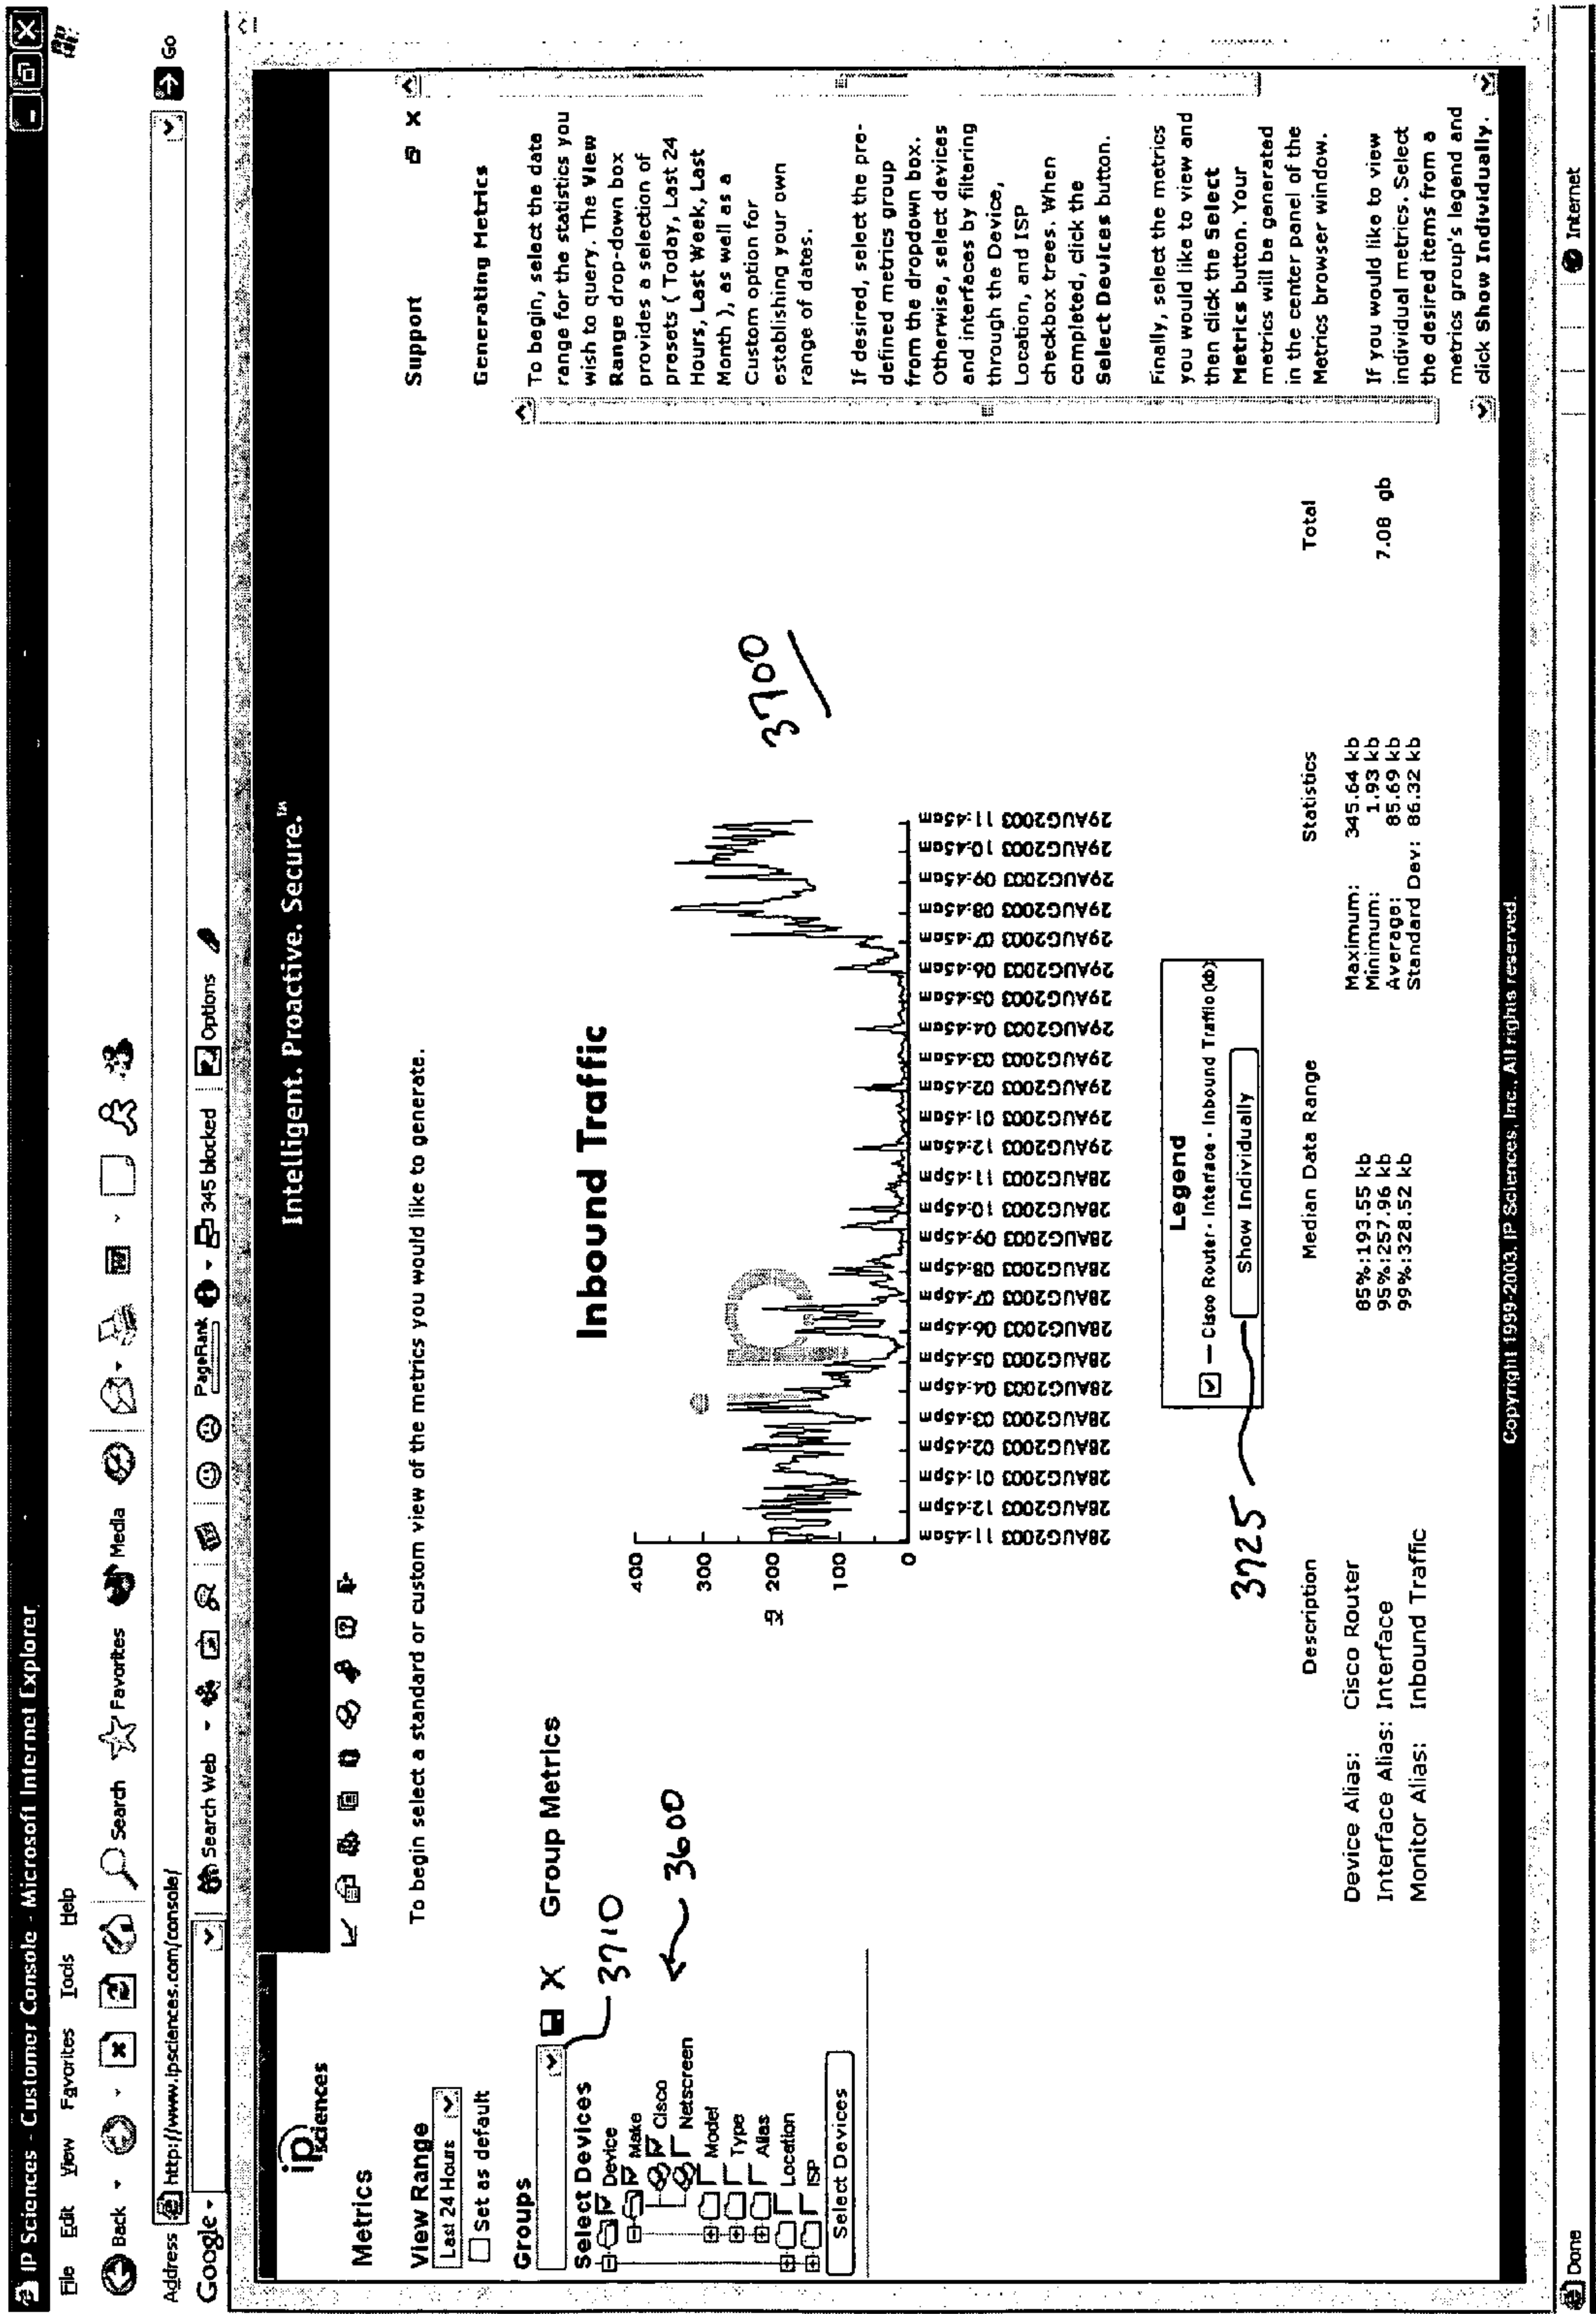 IP Sciences - Customer Console - Microsoft Internet Explorer
File Edit View Favorites Tools Help
Back Search Favorites Media
Address http://www.ipsciences.com/console/ Go
Google Search Web PageRank 345 blocked Options
ip sciences
Intelligent. Proactive. Secure.™
Metrics
To begin select a standard or custom view of the metrics you would like to generate.
View Range
Last 24 Hours
Set as default
Groups
Group Metrics
3710
3600
Select Devices
Device
Make
Cisco
Netscreen
Model
Type
Alias
Location
ISP
Select Devices
Inbound Traffic
ip
3700
400
300
200
100
0
28AUG2003 11:45am
28AUG2003 12:45pm
28AUG2003 01:45pm
28AUG2003 02:45pm
28AUG2003 03:45pm
28AUG2003 04:45pm
28AUG2003 05:45pm
28AUG2003 06:45pm
28AUG2003 07:45pm
28AUG2003 08:45pm
28AUG2003 09:45pm
28AUG2003 10:45pm
28AUG2003 11:45pm
29AUG2003 12:45am
29AUG2003 01:45am
29AUG2003 02:45am
29AUG2003 03:45am
29AUG2003 04:45am
29AUG2003 05:45am
29AUG2003 06:45am
29AUG2003 07:45am
29AUG2003 08:45am
29AUG2003 09:45am
29AUG2003 10:45am
29AUG2003 11:45am
Legend
— Cisco Router - Interface - Inbound Traffic (kb)
Show Individually
3725
Description Median Data Range Statistics Total
Device Alias: Cisco Router
Interface Alias: Interface
Monitor Alias: Inbound Traffic
85%:193.55 kb
95%:257.96 kb
99%:328.52 kb
Maximum: 345.64 kb
Minimum: 1.93 kb
Average: 85.69 kb
Standard Dev: 86.32 kb
7.08 gb
Support
Generating Metrics
To begin, select the date
range for the statistics you
wish to query. The View
Range drop-down box
provides a selection of
presets ( Today, Last 24
Hours, Last Week, Last
Month ), as well as a
Custom option for
establishing your own
range of dates.
If desired, select the pre-
defined metrics group
from the dropdown box.
Otherwise, select devices
and interfaces by filtering
through the Device,
Location, and ISP
checkbox trees. When
completed, click the
Select Devices button.
Finally, select the metrics
you would like to view and
then click the Select
Metrics button. Your
metrics will be generated
in the center panel of the
Metrics browser window.
If you would like to view
individual metrics. Select
the desired items from a
metrics group's legend and
click Show Individually.
Copyright 1999-2003. IP Sciences, Inc., All rights reserved.
Done Internet